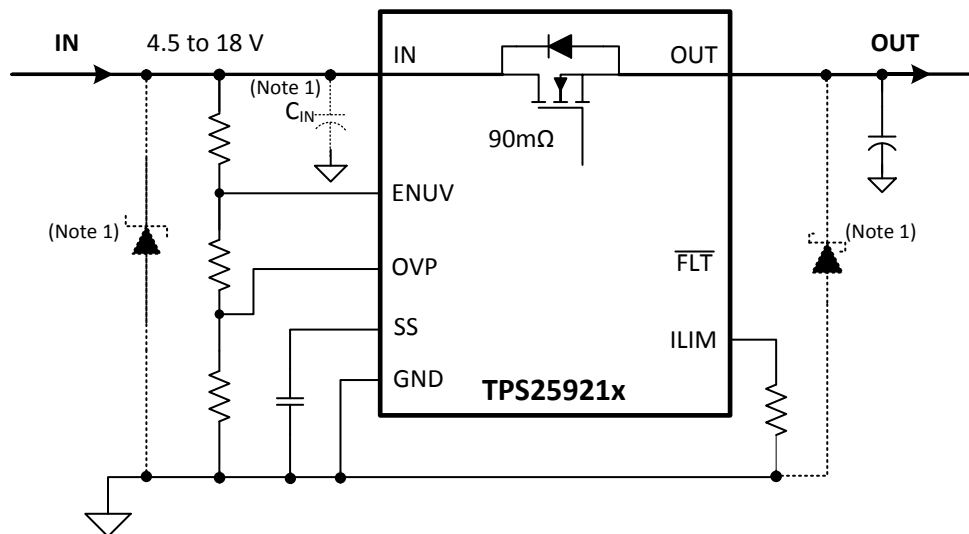 IN
4.5 to 18 V
IN
OUT
OUT
(Note 1)
CIN
90mΩ
ENUV
(Note 1)
(Note 1)
OVP
FLT
SS
ILIM
GND
TPS25921x